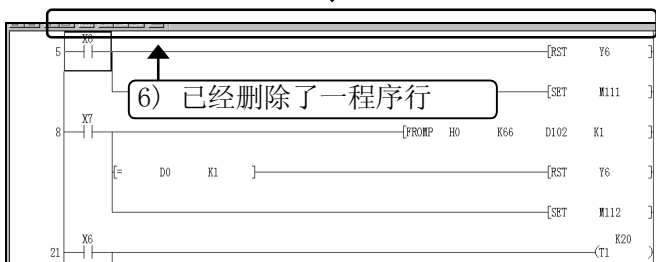 X0
5 [RST Y6 ]
6) 已经删除了一程序行
[SET M111 ]
X7
8 [FROMP H0 K66 D102 K1 ]
[= D0 K1 ] [RST Y6 ]
[SET M112 ]
X6 K20
21 (T1 )